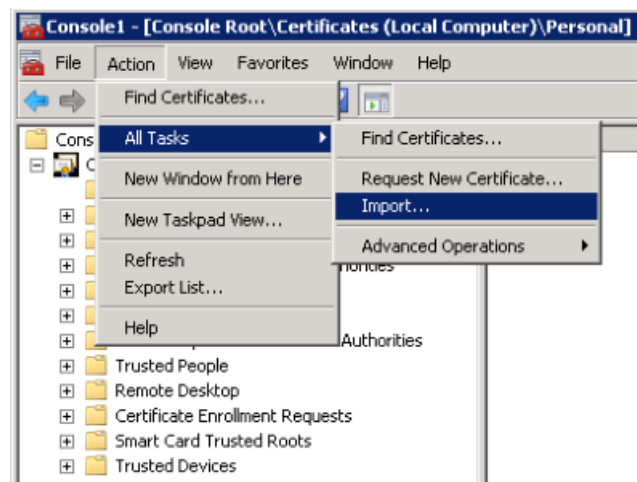 Console1 - [Console Root\Certificates (Local Computer)\Personal]
File Action View Favorites Window Help
Find Certificates...
All Tasks
New Window from Here
New Taskpad View...
Refresh
Export List...
Help
Find Certificates...
Request New Certificate...
Import...
Advanced Operations
Cons
C
Authorities
Trusted People
Remote Desktop
Certificate Enrollment Requests
Smart Card Trusted Roots
Trusted Devices